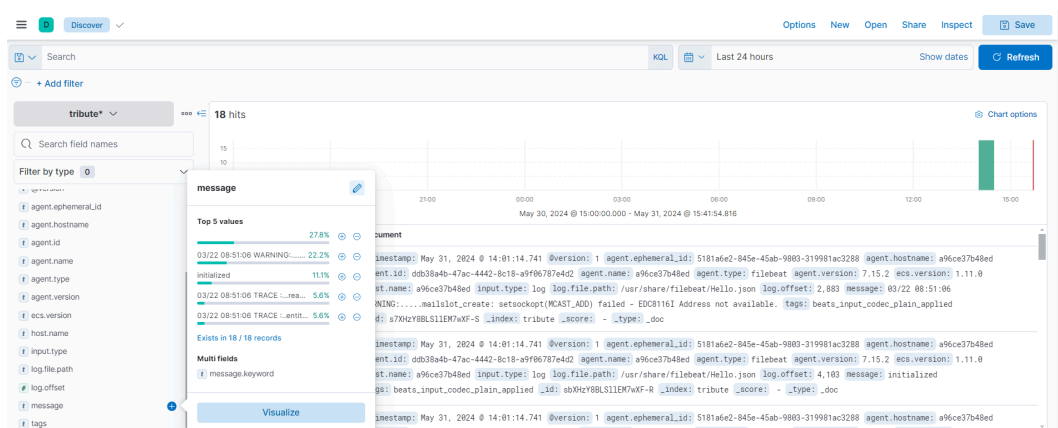 D Discover Options New Open Share Inspect Save
Search KQL Last 24 hours Show dates Refresh
+ Add filter
tribute* 18 hits Chart options
Search field names
Filter by type 0
15
10
21:00 00:00 03:00 06:00 09:00 12:00 15:00
May 30, 2024 @ 15:00:00.000 - May 31, 2024 @ 15:41:54.816
@version
t agent.ephemeral_id
t agent.hostname
t agent.id
t agent.name
t agent.type
t agent.version
t ecs.version
t host.name
t input.type
t log.file.path
# log.offset
t message
t tags
message
Top 5 values
27.8%
03/22 08:51:06 WARNING:...... 22.2%
initialized 11.1%
03/22 08:51:06 TRACE :...rea... 5.6%
03/22 08:51:06 TRACE :..entit... 5.6%
Exists in 18 / 18 records
Multi fields
t message.keyword
Visualize
cument
imestamp: May 31, 2024 @ 14:01:14.741 @version: 1 agent.ephemeral_id: 5181a6e2-845e-45ab-9803-319981ac3288 agent.hostname: a96ce37b48ed
ent.id: ddb38a4b-47ac-4442-8c18-a9f06787e4d2 agent.name: a96ce37b48ed agent.type: filebeat agent.version: 7.15.2 ecs.version: 1.11.0
st.name: a96ce37b48ed input.type: log log.file.path: /usr/share/filebeat/Hello.json log.offset: 2,883 message: 03/22 08:51:06
NING:.....mailslot_create: setsockopt(MCAST_ADD) failed - EDC8116I Address not available. tags: beats_input_codec_plain_applied
d: s7XHzY8BLSllEM7wXF-S _index: tribute _score: - _type: _doc
imestamp: May 31, 2024 @ 14:01:14.741 @version: 1 agent.ephemeral_id: 5181a6e2-845e-45ab-9803-319981ac3288 agent.hostname: a96ce37b48ed
ent.id: ddb38a4b-47ac-4442-8c18-a9f06787e4d2 agent.name: a96ce37b48ed agent.type: filebeat agent.version: 7.15.2 ecs.version: 1.11.0
st.name: a96ce37b48ed input.type: log log.file.path: /usr/share/filebeat/Hello.json log.offset: 4,103 message: initialized
gs: beats_input_codec_plain_applied _id: sbXHzY8BLSllEM7wXF-R _index: tribute _score: - _type: _doc
imestamp: May 31, 2024 @ 14:01:14.741 @version: 1 agent.ephemeral_id: 5181a6e2-845e-45ab-9803-319981ac3288 agent.hostname: a96ce37b48ed